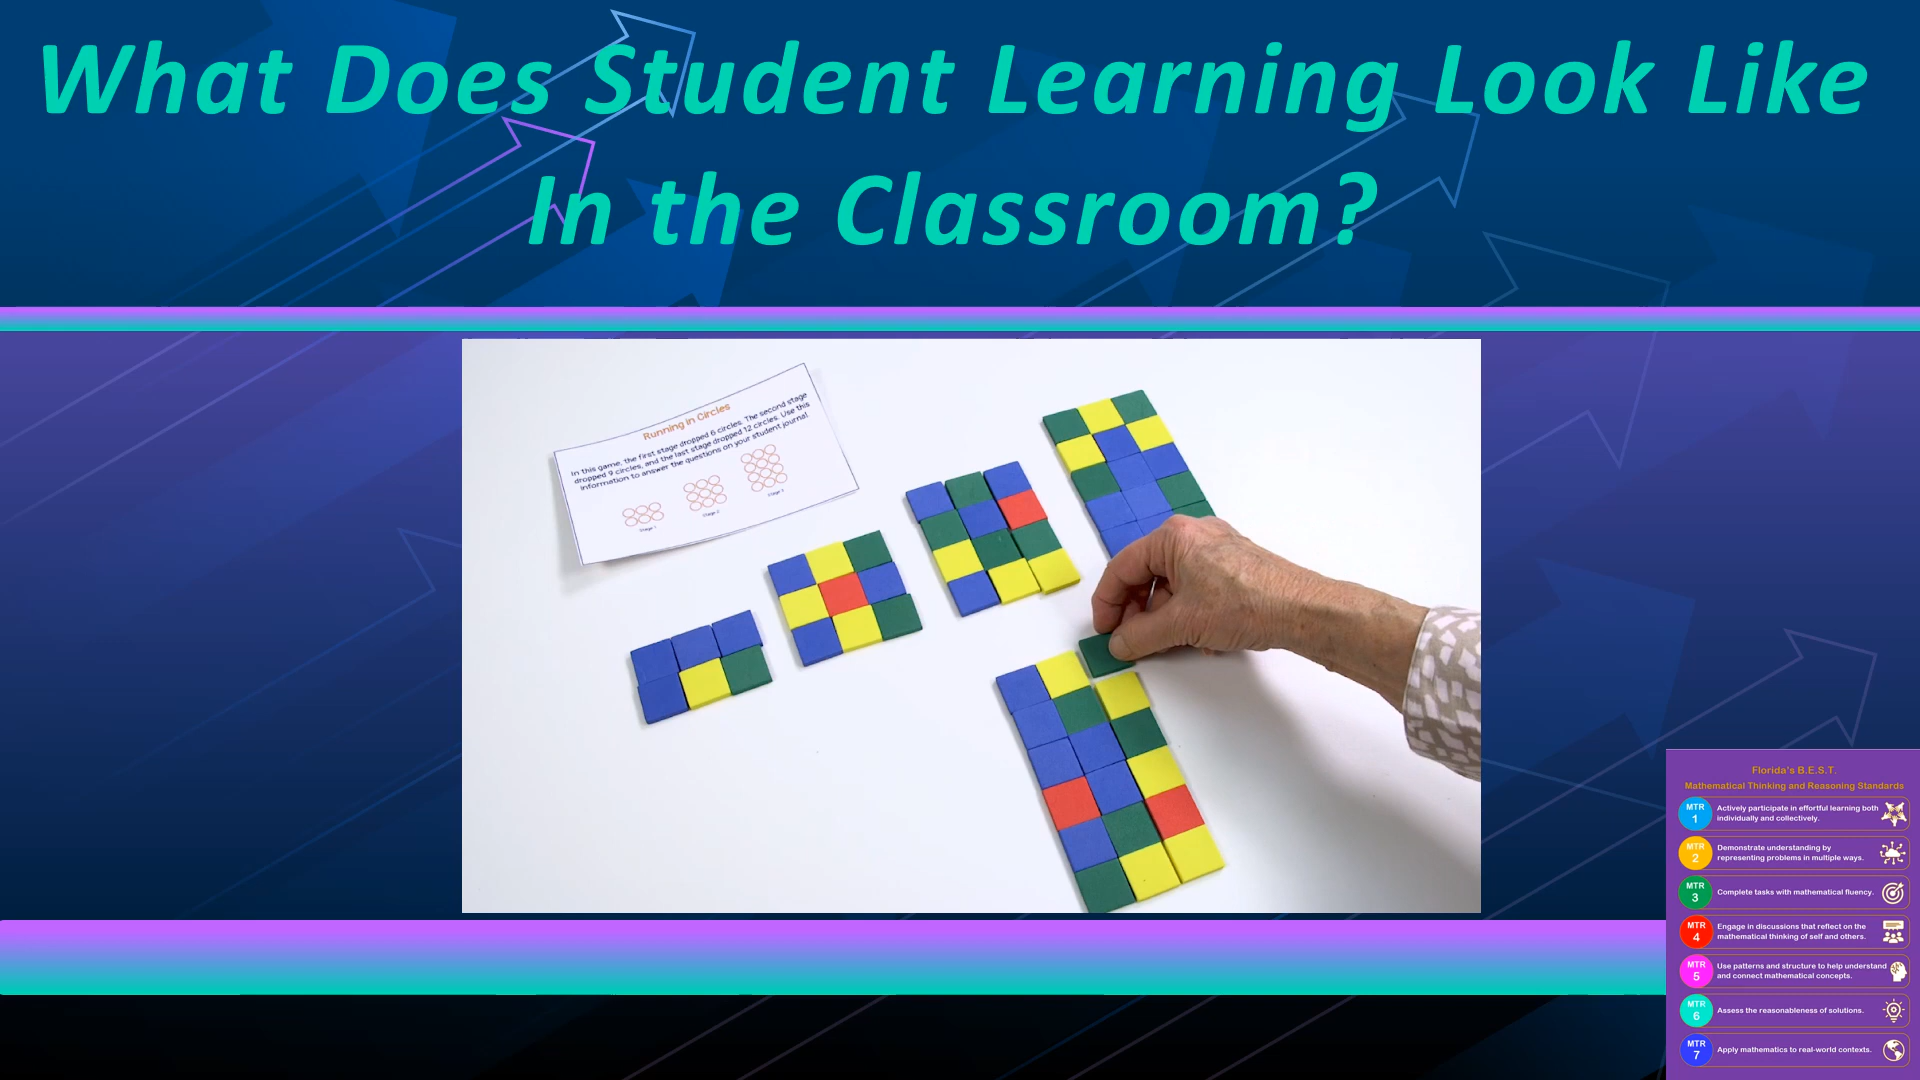 What Does Student Learning Look Like
In the Classroom?
Running in Circles
In this game, the first stage dropped 6 circles. The second stage
dropped 9 circles, and the last stage dropped 12 circles. Use this
information to answer the questions on your student journal.
Stage 1
Stage 2
Stage 3
Florida's B.E.S.T.
Mathematical Thinking and Reasoning Standards
MTR
1
Actively participate in effortful learning both
individually and collectively.
MTR
2
Demonstrate understanding by
representing problems in multiple ways.
MTR
3
Complete tasks with mathematical fluency.
MTR
4
Engage in discussions that reflect on the
mathematical thinking of self and others.
MTR
5
Use patterns and structure to help understand
and connect mathematical concepts.
MTR
6
Assess the reasonableness of solutions.
MTR
7
Apply mathematics to real-world contexts.